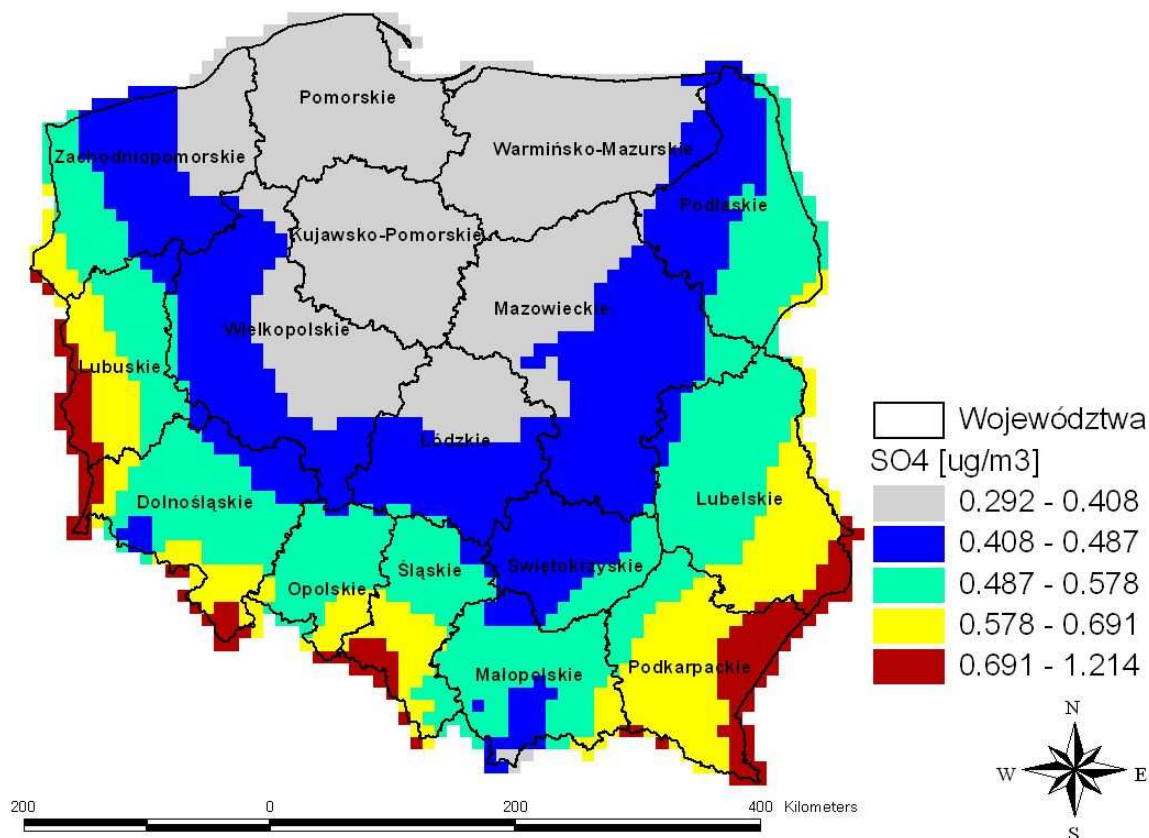 Pomorskie
Zachodniopomorskie
Warmińsko-Mazurskie
Podlaskie
Kujawsko-Pomorskie
Mazowieckie
Wielkopolskie
Lubuskie
Łódzkie
Dolnośląskie
Lubelskie
Opolskie
Śląskie
Świętokrzyskie
Małopolskie
Podkarpackie
Województwa
SO4 [ug/m3]
0.292 - 0.408
0.408 - 0.487
0.487 - 0.578
0.578 - 0.691
0.691 - 1.214
N
W E
S
200 0 200 400 Kilometers